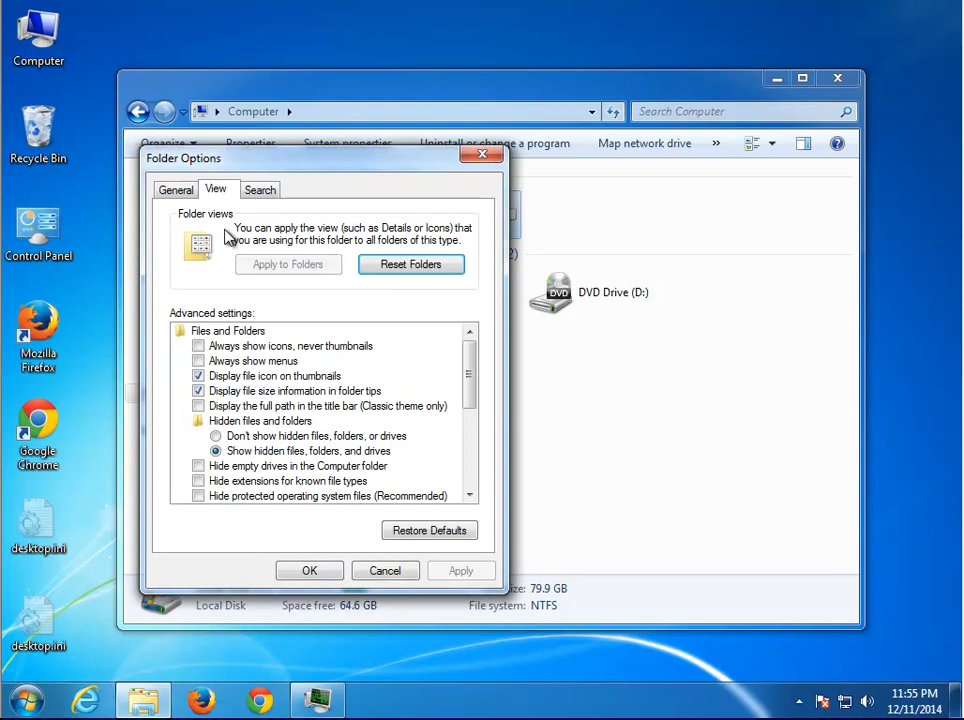 Computer
Recycle Bin
Control Panel
Mozilla
Firefox
Google
Chrome
desktop.ini
desktop.ini
Computer
Search Computer
Organize
Properties
System properties
Uninstall or change a program
Map network drive
»
Folder Options
General
View
Search
Folder views
You can apply the view (such as Details or Icons) that
you are using for this folder to all folders of this type.
Apply to Folders
Reset Folders
Advanced settings:
Files and Folders
Always show icons, never thumbnails
Always show menus
Display file icon on thumbnails
Display file size information in folder tips
Display the full path in the title bar (Classic theme only)
Hidden files and folders
Don't show hidden files, folders, or drives
Show hidden files, folders, and drives
Hide empty drives in the Computer folder
Hide extensions for known file types
Hide protected operating system files (Recommended)
Restore Defaults
OK
Cancel
Apply
DVD
DVD Drive (D:)
79.9 GB
Local Disk
Space free: 64.6 GB
File system: NTFS
11:55 PM
12/11/2014